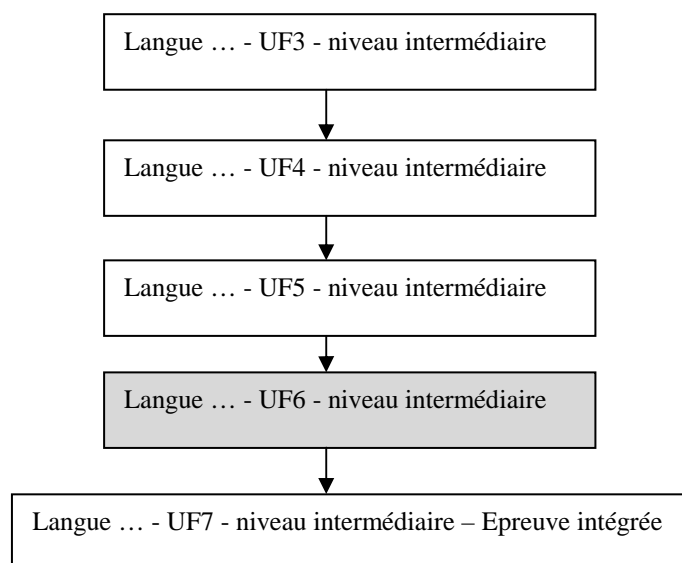 Langue … - UF3 - niveau intermédiaire
Langue … - UF4 - niveau intermédiaire
Langue … - UF5 - niveau intermédiaire
Langue … - UF6 - niveau intermédiaire
Langue … - UF7 - niveau intermédiaire – Epreuve intégrée